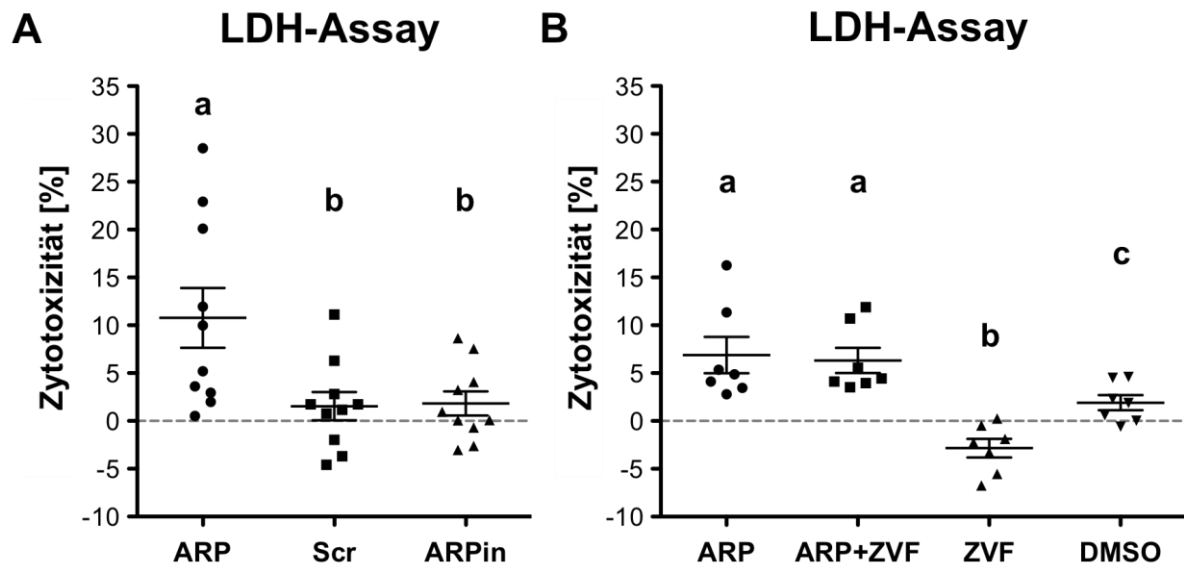 A
LDH-Assay
Zytotoxizität [%]
35
30
25
20
15
10
5
0
-5
-10
a
b
b
ARP
Scr
ARPin
B
LDH-Assay
Zytotoxizität [%]
35
30
25
20
15
10
5
0
-5
-10
a
a
b
c
ARP
ARP+ZVF
ZVF
DMSO